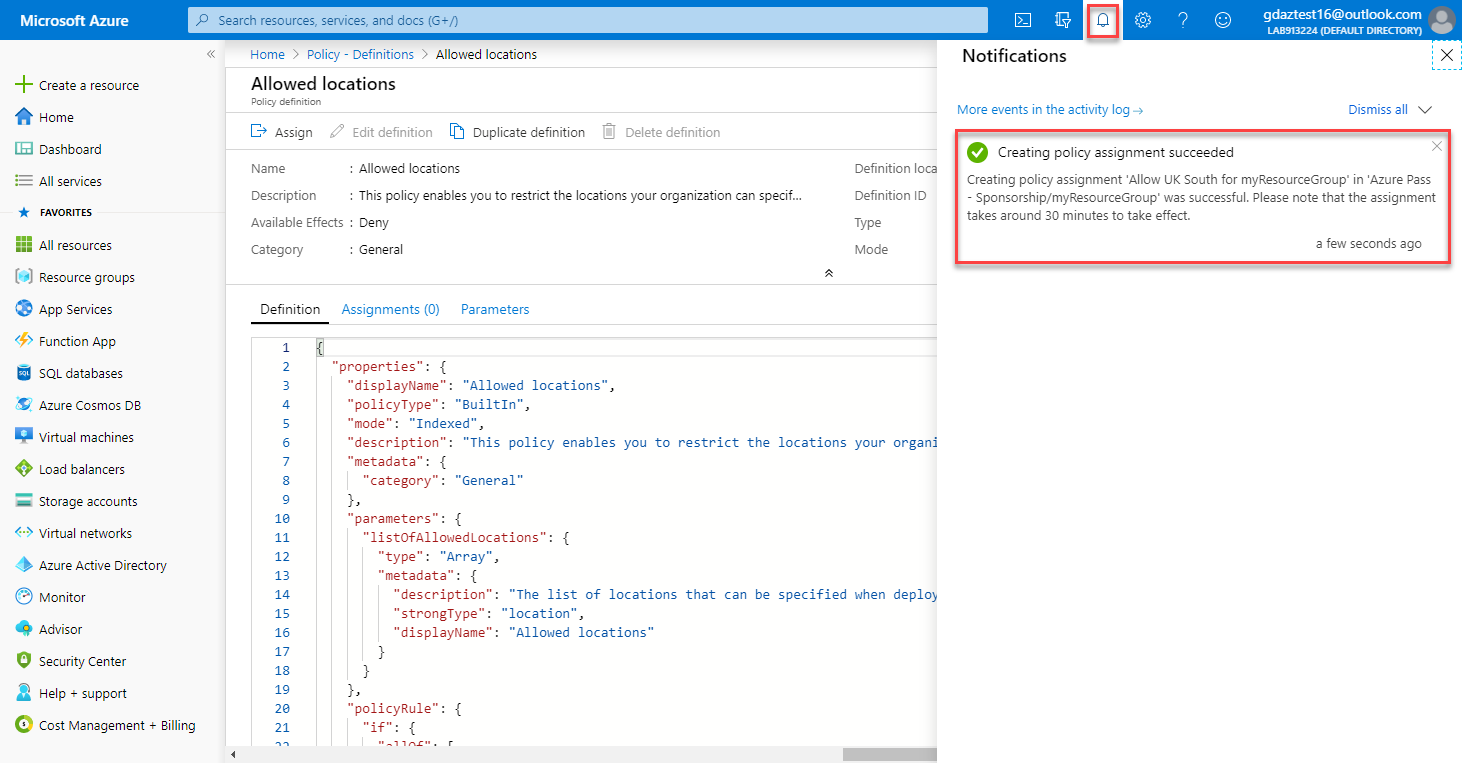 Microsoft Azure
Search resources, services, and docs (G+/)
gdaztest16@outlook.com
LAB913224 (DEFAULT DIRECTORY)
Create a resource
Home
Dashboard
All services
FAVORITES
All resources
Resource groups
App Services
Function App
SQL databases
Azure Cosmos DB
Virtual machines
Load balancers
Storage accounts
Virtual networks
Azure Active Directory
Monitor
Advisor
Security Center
Help + support
Cost Management + Billing
Home > Policy - Definitions > Allowed locations
Allowed locations
Policy definition
Assign Edit definition Duplicate definition Delete definition
Name : Allowed locations Definition loca
Description : This policy enables you to restrict the locations your organization can specif... Definition ID
Available Effects : Deny Type
Category : General Mode
Definition Assignments (0) Parameters
1 {
2 "properties": {
3 "displayName": "Allowed locations",
4 "policyType": "BuiltIn",
5 "mode": "Indexed",
6 "description": "This policy enables you to restrict the locations your organi
7 "metadata": {
8 "category": "General"
9 },
10 "parameters": {
11 "listOfAllowedLocations": {
12 "type": "Array",
13 "metadata": {
14 "description": "The list of locations that can be specified when deploy
15 "strongType": "location",
16 "displayName": "Allowed locations"
17 }
18 }
19 },
20 "policyRule": {
21 "if": {
22 "allOf": [
Notifications
More events in the activity log→
Dismiss all
Creating policy assignment succeeded
Creating policy assignment 'Allow UK South for myResourceGroup' in 'Azure Pass
- Sponsorship/myResourceGroup' was successful. Please note that the assignment
takes around 30 minutes to take effect.
a few seconds ago